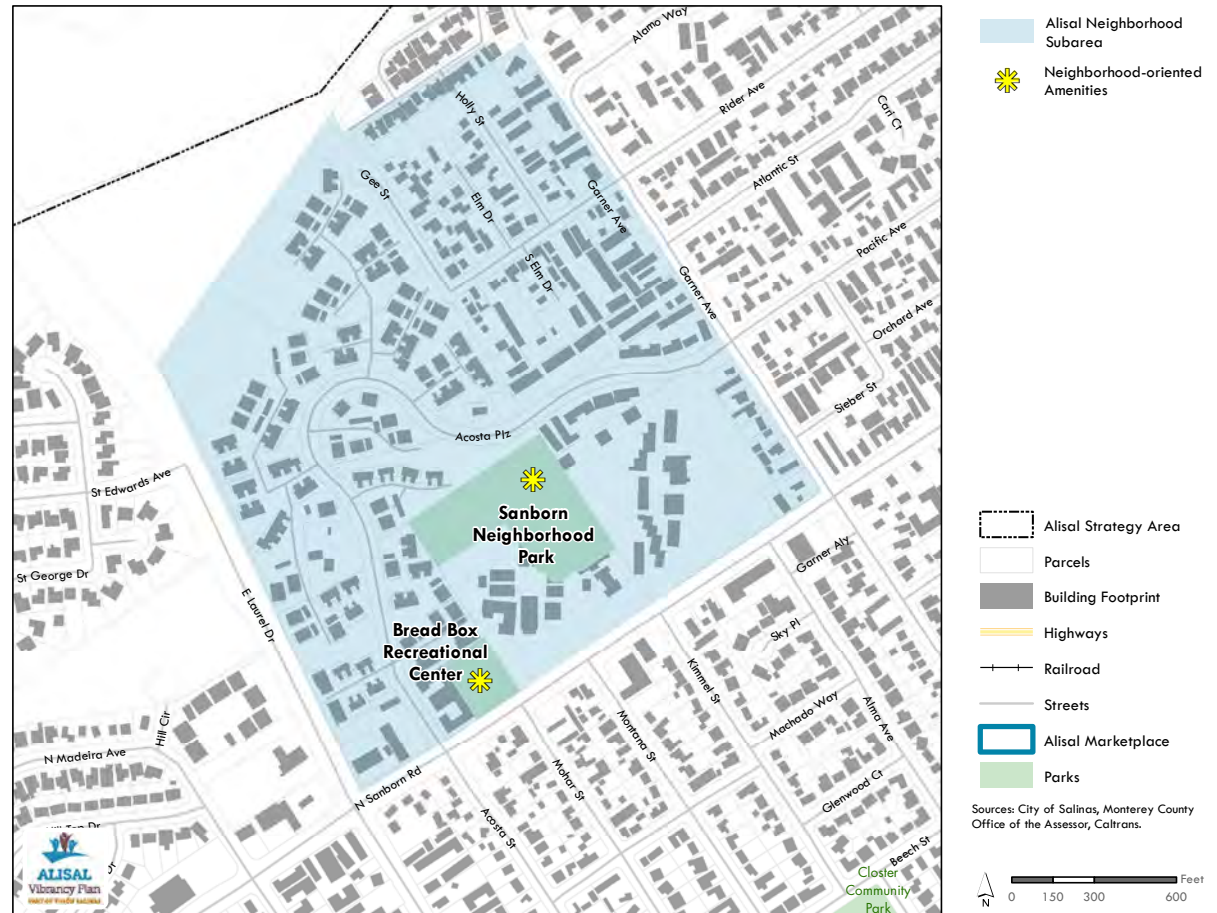 Alamo Way
Rider Ave
Carl Ct
Atlantic St
Holly St
Gee St
Elm Dr
Garner Ave
S Elm Dr
Pacific Ave
Garner Ave
Orchard Ave
Sieber St
Acosta Plz
St Edwards Ave
Sanborn
Neighborhood
Park
St George Dr
E Laurel Dr
Garner Aly
Bread Box
Recreational
Center
Sky Pl
Kimmel St
Montana St
Machado Way
Alma Ave
Mohar St
Hill Cir
N Madeira Ave
N Sanborn Rd
Acosta St
Glenwood Ct
Beech St
Closter
Community
Park
ALISAL
Vibrancy Plan
Alisal Neighborhood
Subarea
Neighborhood-oriented
Amenities
Alisal Strategy Area
Parcels
Building Footprint
Highways
Railroad
Streets
Alisal Marketplace
Parks
Sources: City of Salinas, Monterey County
Office of the Assessor, Caltrans.
N
Feet
0 150 300 600